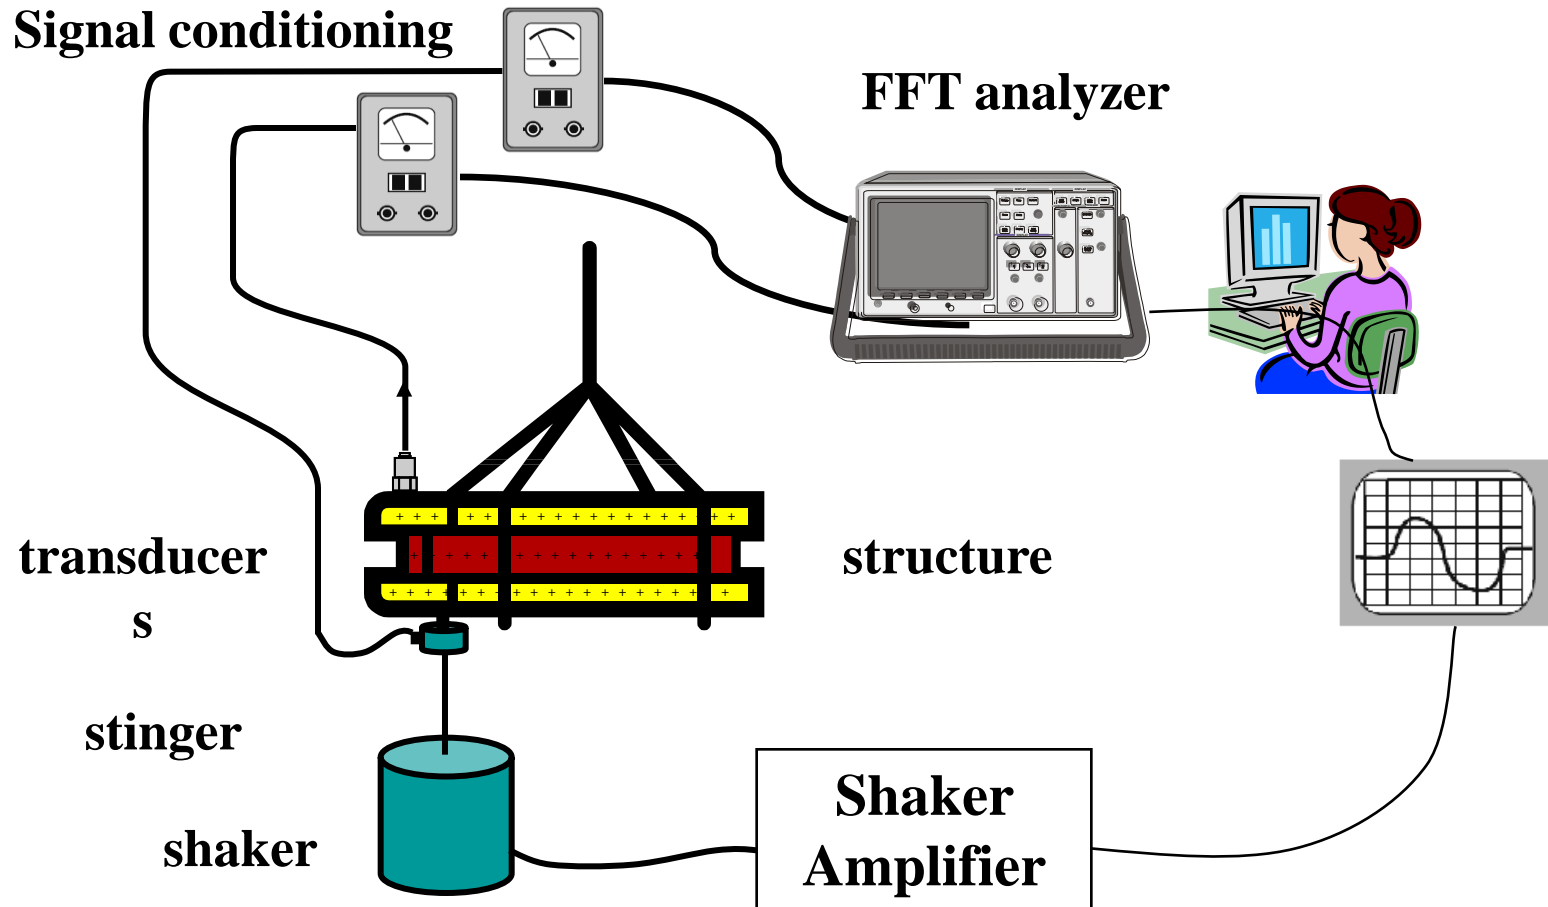 Signal conditioning
FFT analyzer
transducer
s
structure
stinger
shaker
Shaker
Amplifier